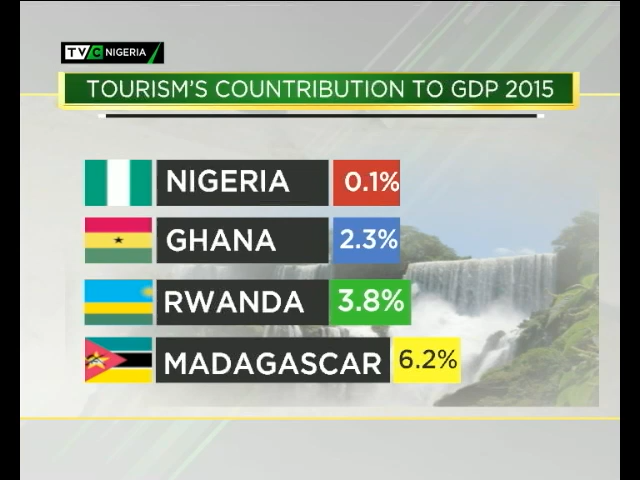 TVC NIGERIA
TOURISM'S COUNTRIBUTION TO GDP 2015
NIGERIA 0.1%
GHANA 2.3%
RWANDA 3.8%
MADAGASCAR 6.2%